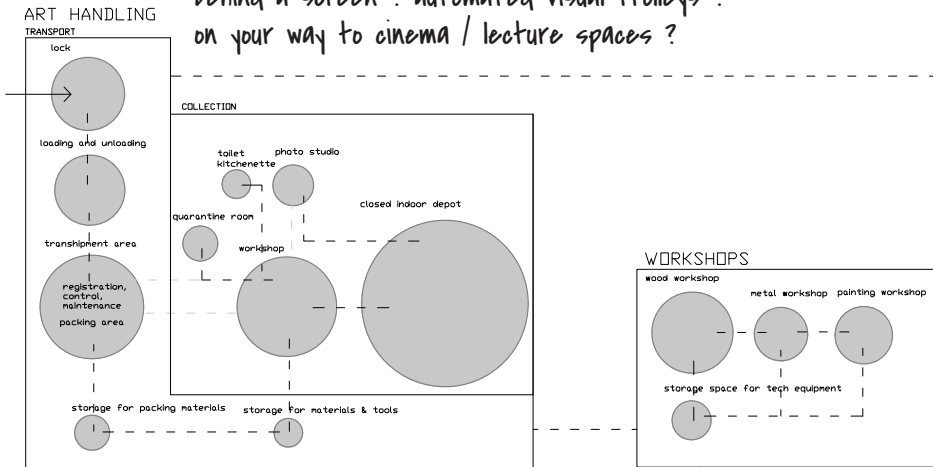 behind a screen ? automated visual trolleys ?
on your way to cinema / lecture spaces ?
ART HANDLING
TRANSPORT
lock
loading and unloading
transhipment area
registration,
control,
maintenance
packing area
storage for packing materials
COLLECTION
toilet
kitchenette
photo studio
quarantine room
workshop
closed indoor depot
storage for materials & tools
WORKSHOPS
wood workshop
metal workshop
painting workshop
storage space for tech equipment